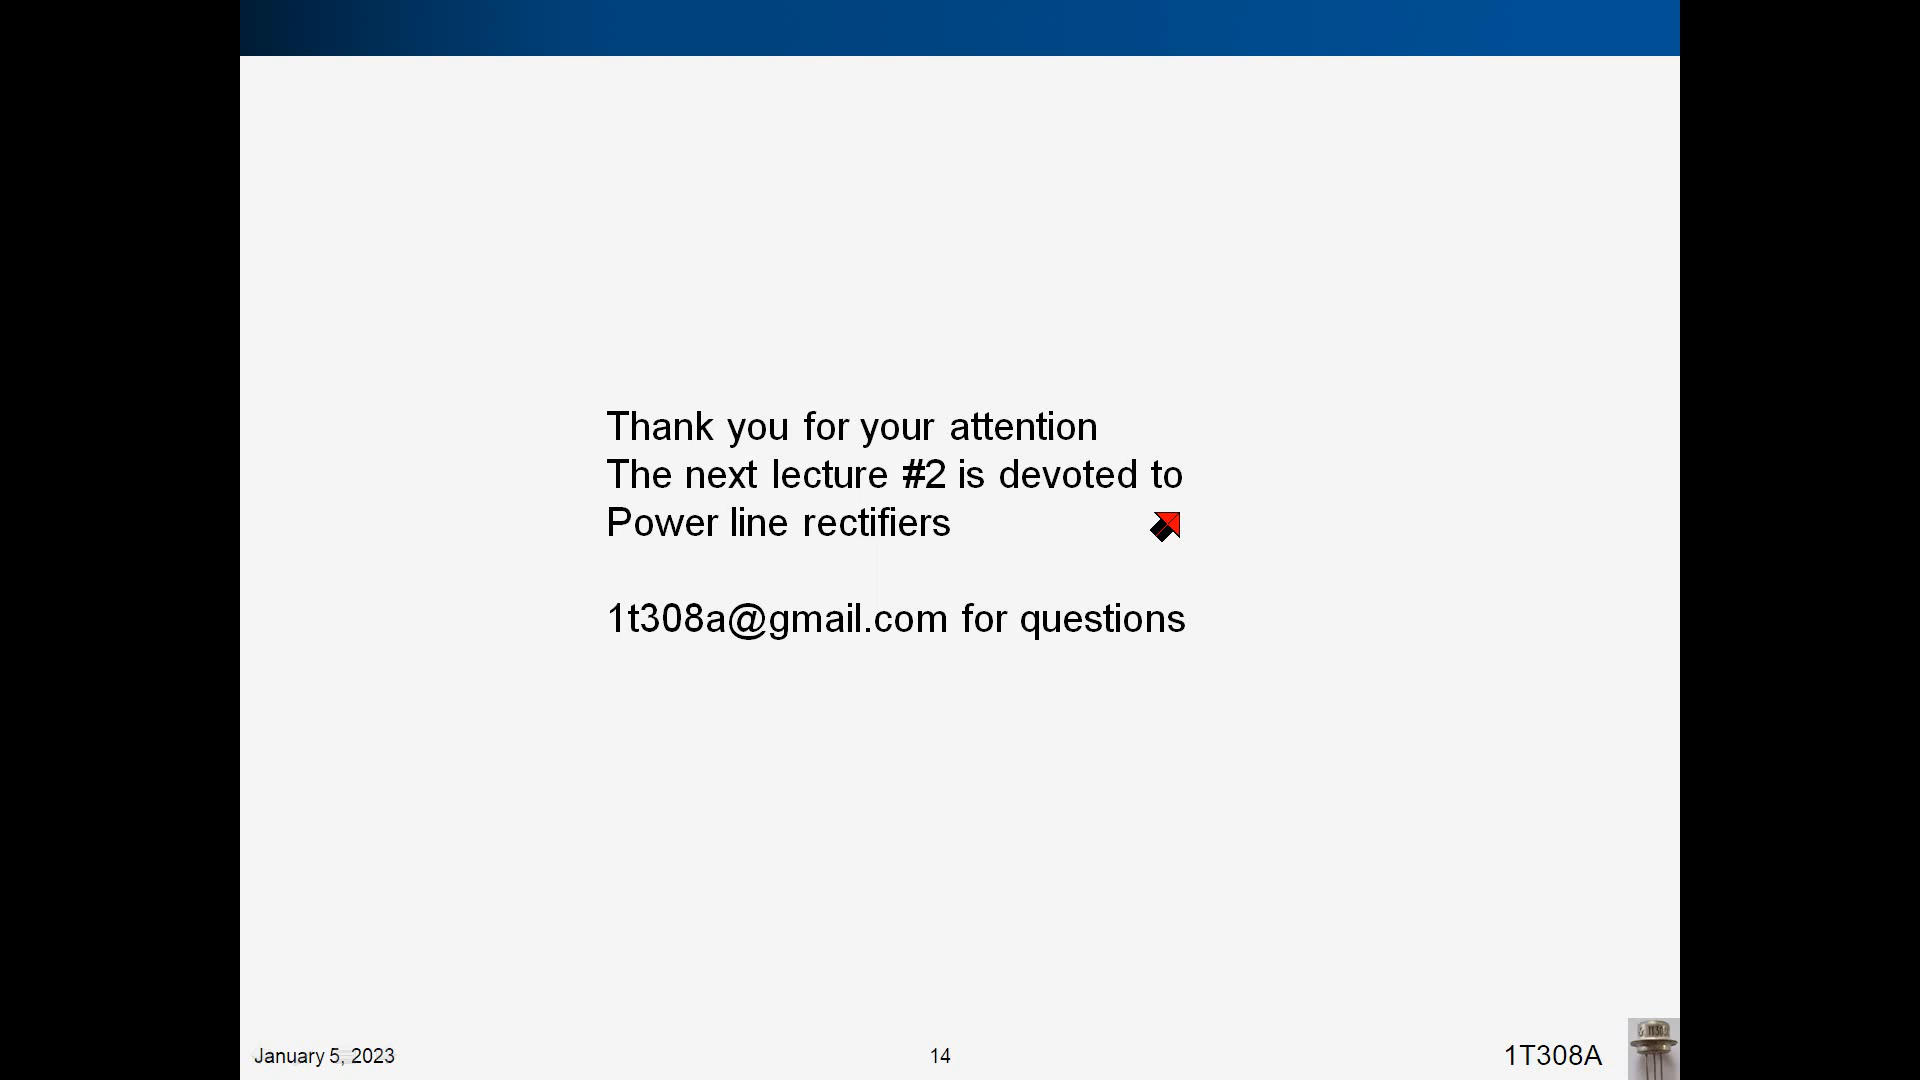 Thank you for your attention
The next lecture #2 is devoted to
Power line rectifiers
1t308a@gmail.com for questions
January 5, 2023
14
1T308A